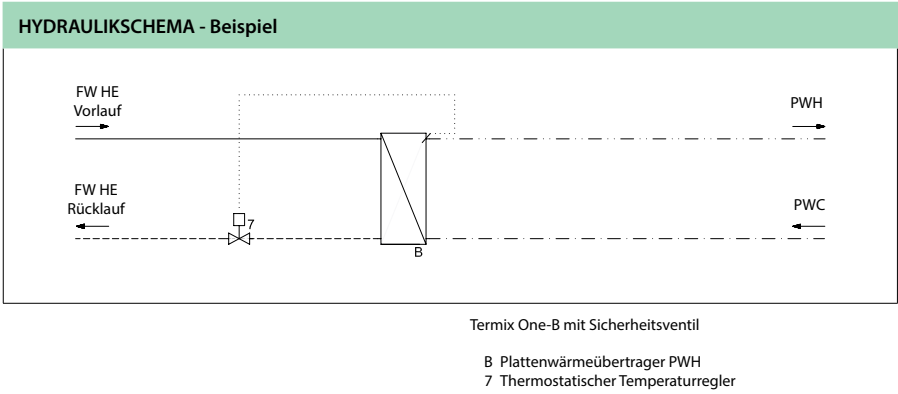 HYDRAULIKSCHEMA - Beispiel
FW HE
Vorlauf
PWH
FW HE
Rücklauf
PWC
7
B
Termix One-B mit Sicherheitsventil
B Plattenwärmeübertrager PWH
7 Thermostatischer Temperaturregler